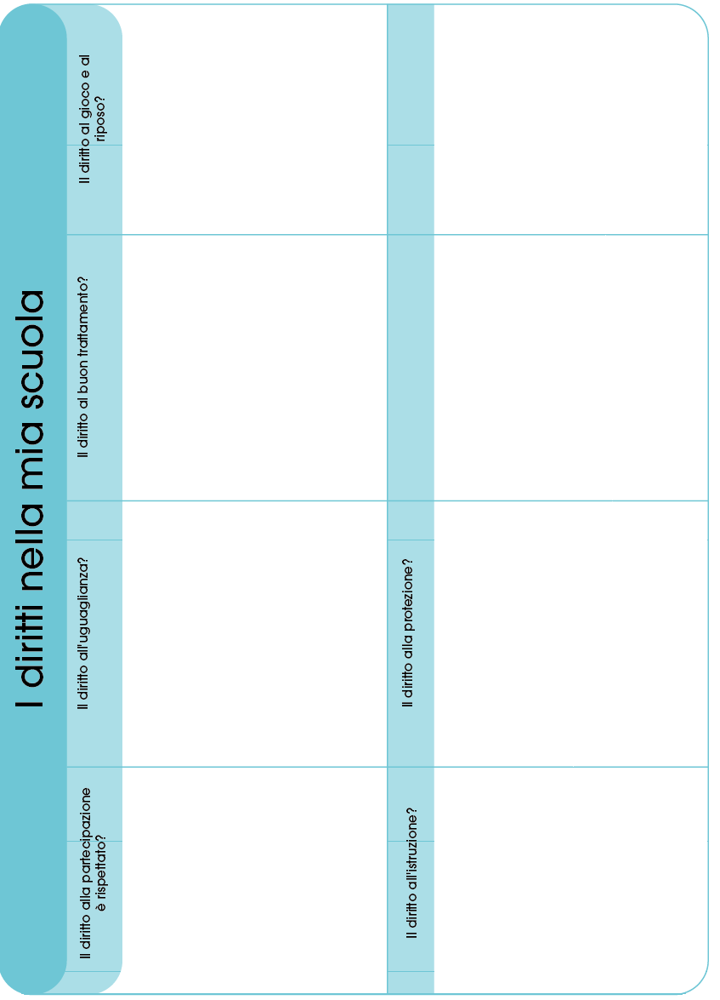 I diritti nella mia scuola
Il diritto alla partecipazione
è rispettato?
Il diritto all'uguaglianza?
Il diritto al buon trattamento?
Il diritto al gioco e al
riposo?
Il diritto all'istruzione?
Il diritto alla protezione?